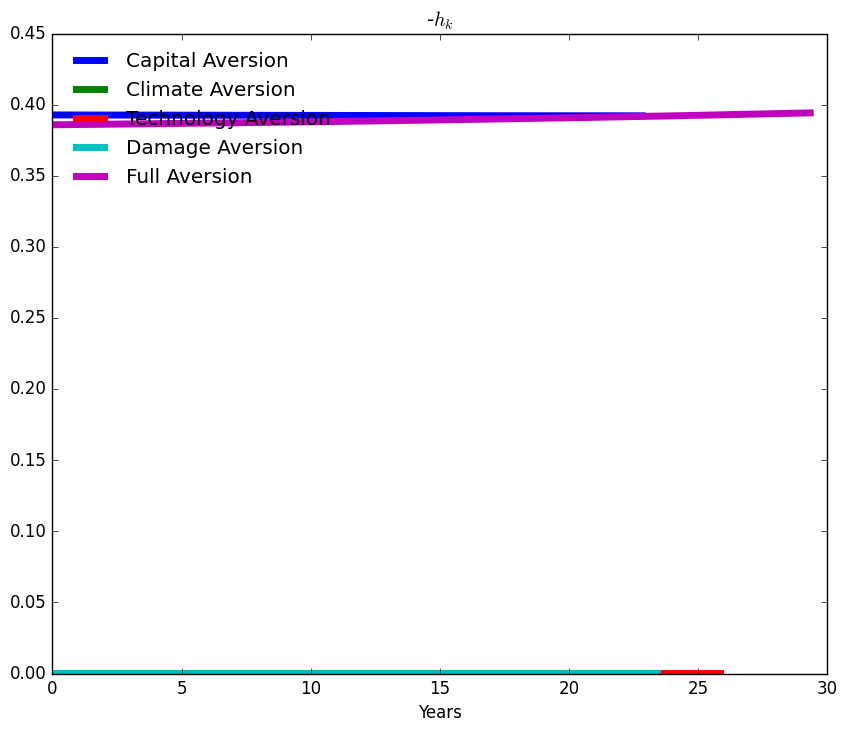 -h_k
0.45
0.40
0.35
0.30
0.25
0.20
0.15
0.10
0.05
0.00
Capital Aversion
Climate Aversion
Technology Aversion
Damage Aversion
Full Aversion
0 5 10 15 20 25 30
Years